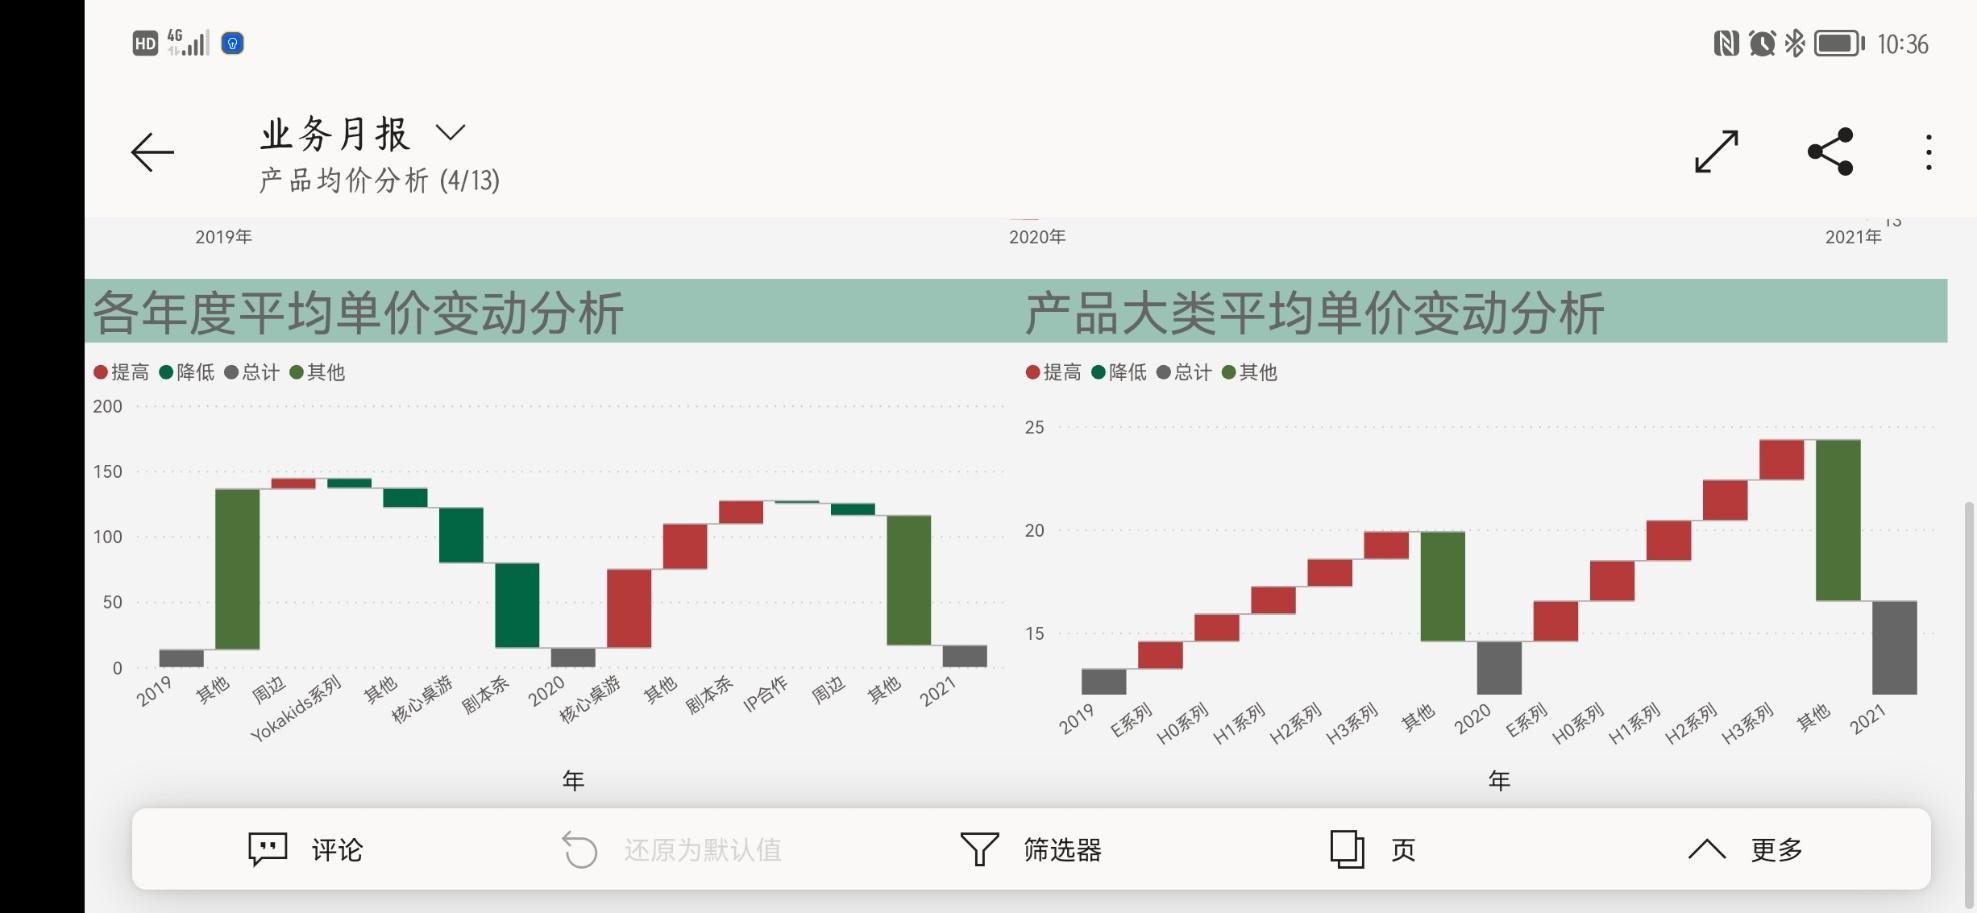 HD 4G 10:36
业务月报
产品均价分析 (4/13)
13
2019年 2020年 2021年
各年度平均单价变动分析
提高 降低 总计 其他
200
150
100
50
0
2019 其他 周边 Yokakids系列 其他 核心桌游 剧本杀 2020 核心桌游 其他 剧本杀 IP合作 周边 其他 2021
年
产品大类平均单价变动分析
提高 降低 总计 其他
25
20
15
2019 E系列 H0系列 H1系列 H2系列 H3系列 其他 2020 E系列 H0系列 H1系列 H2系列 H3系列 其他 2021
年
评论 还原为默认值 筛选器 页 更多